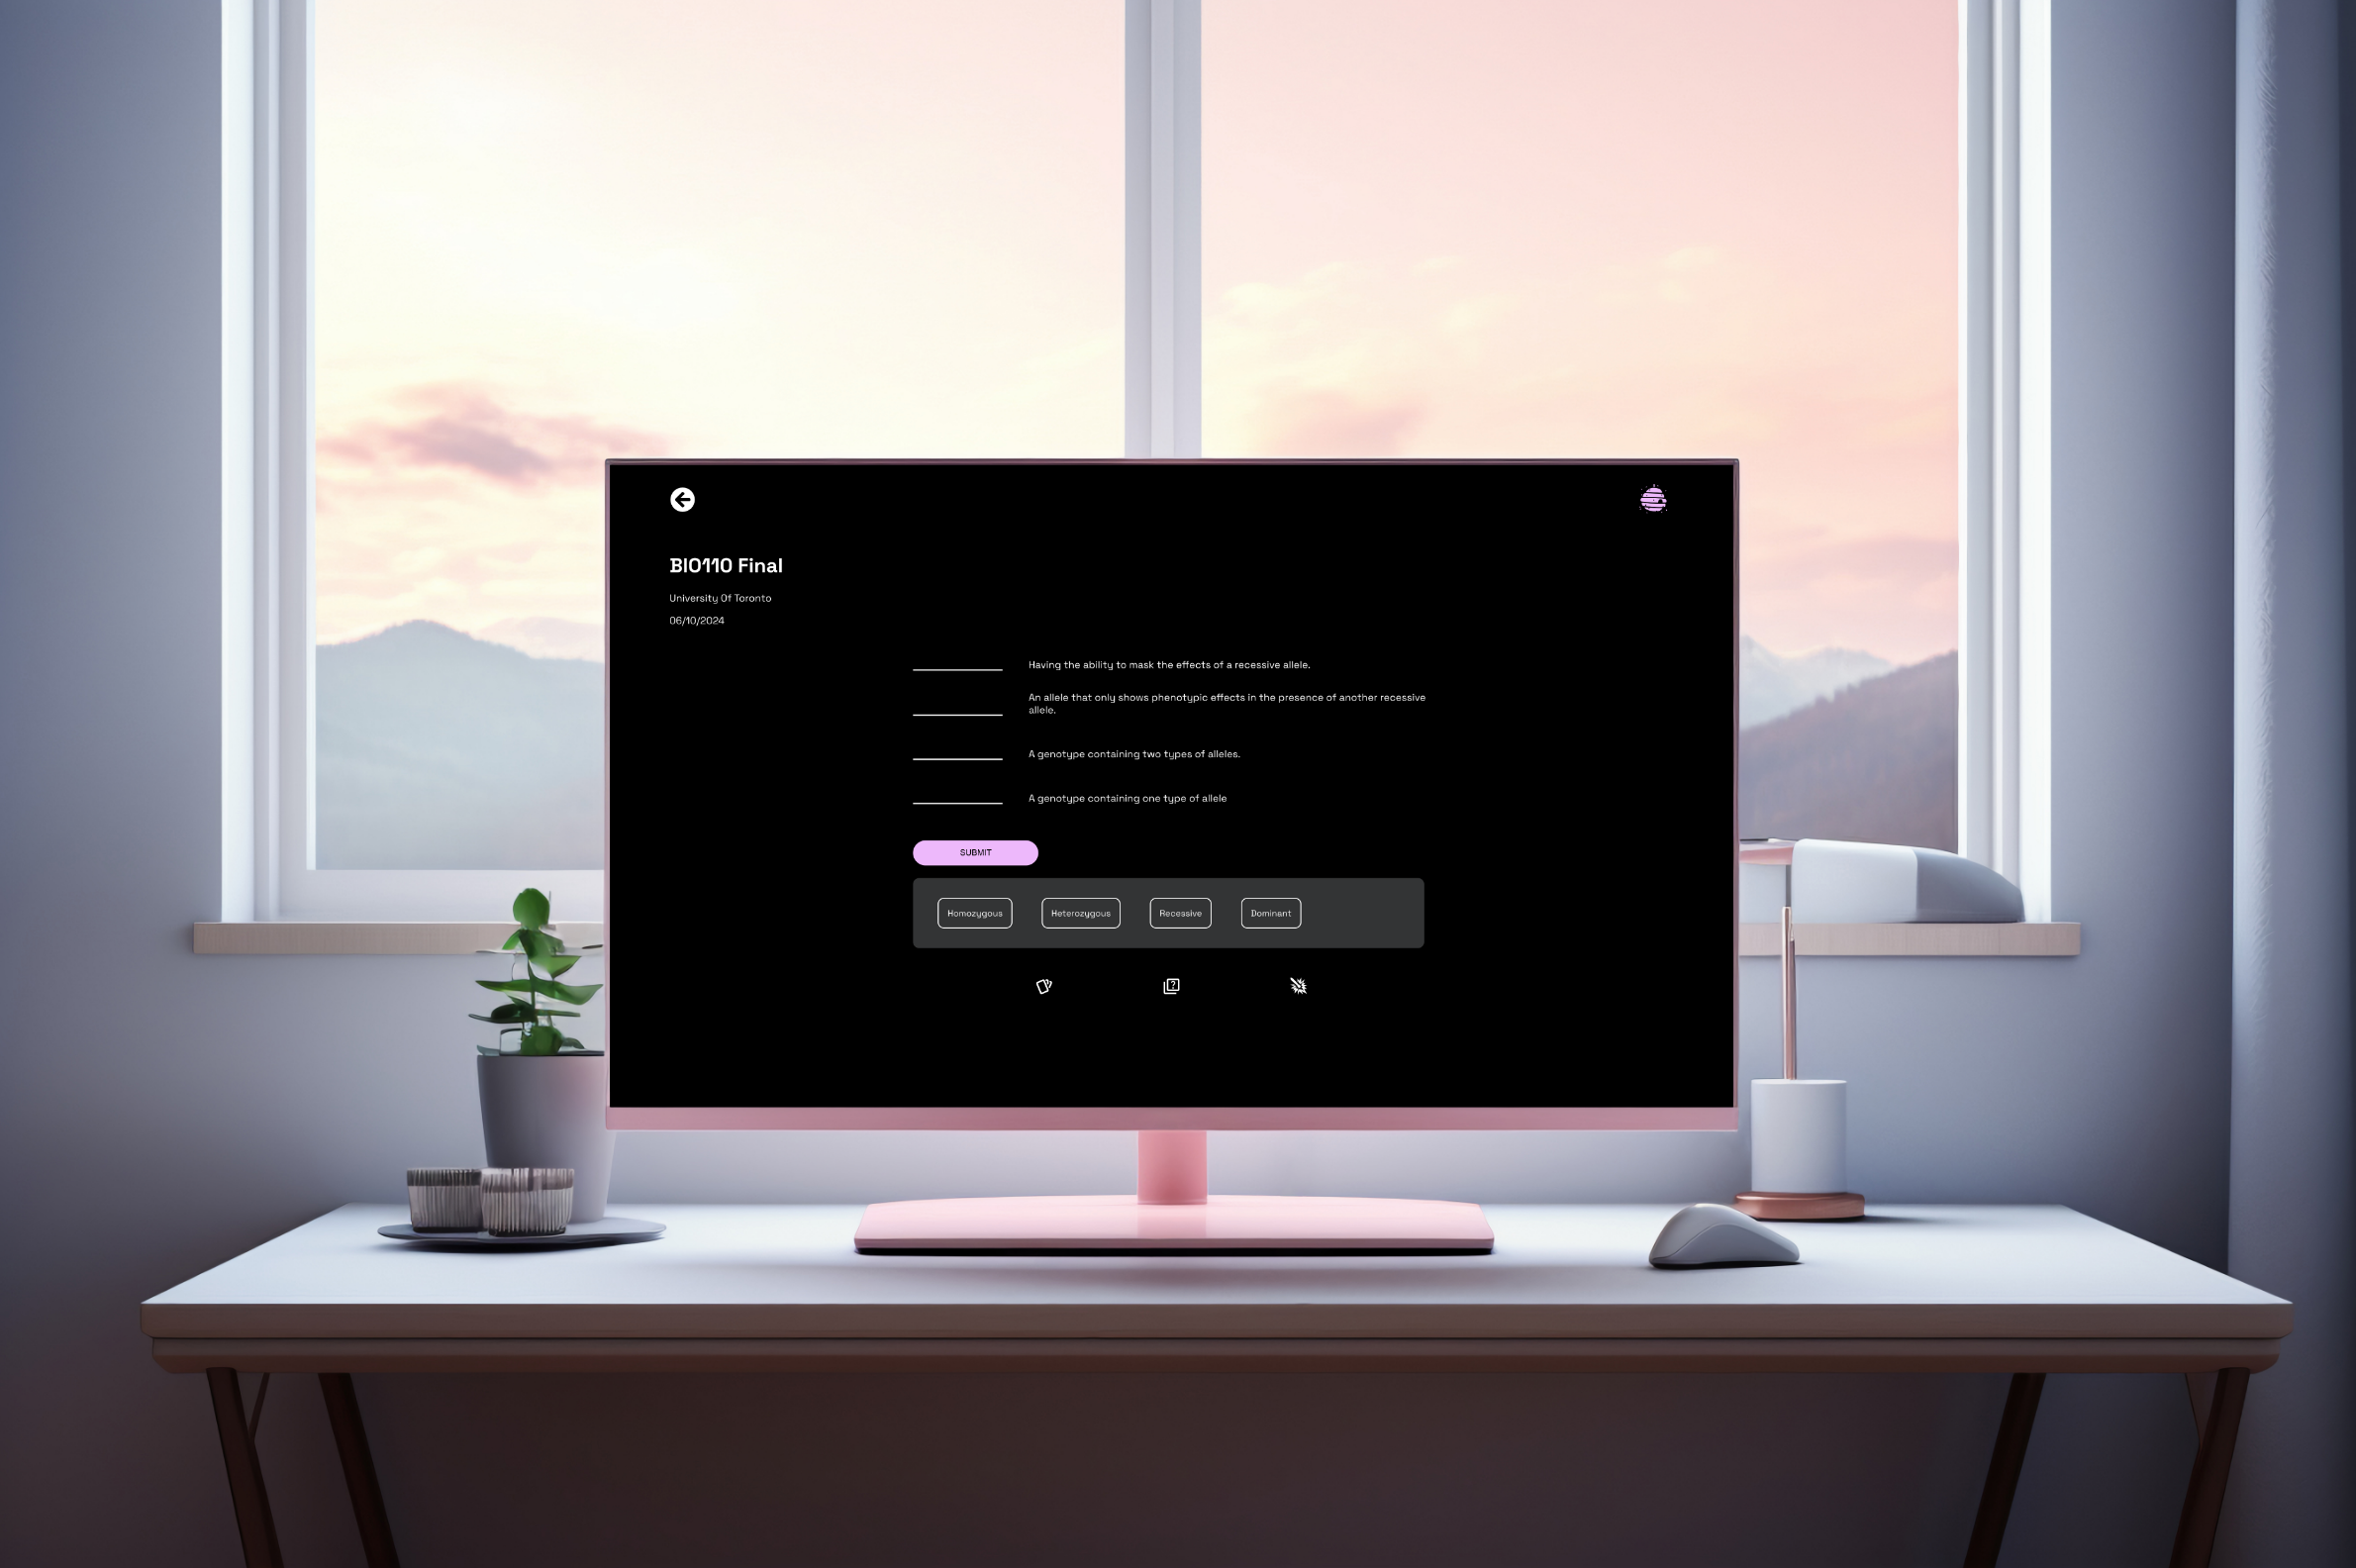 BIO110 Final
University Of Toronto
06/10/2024
Having the ability to mask the effects of a recessive allele.
An allele that only shows phenotypic effects in the presence of another recessive
allele.
A genotype containing two types of alleles.
A genotype containing one type of allele
SUBMIT
Homozygous
Heterozygous
Recessive
Dominant